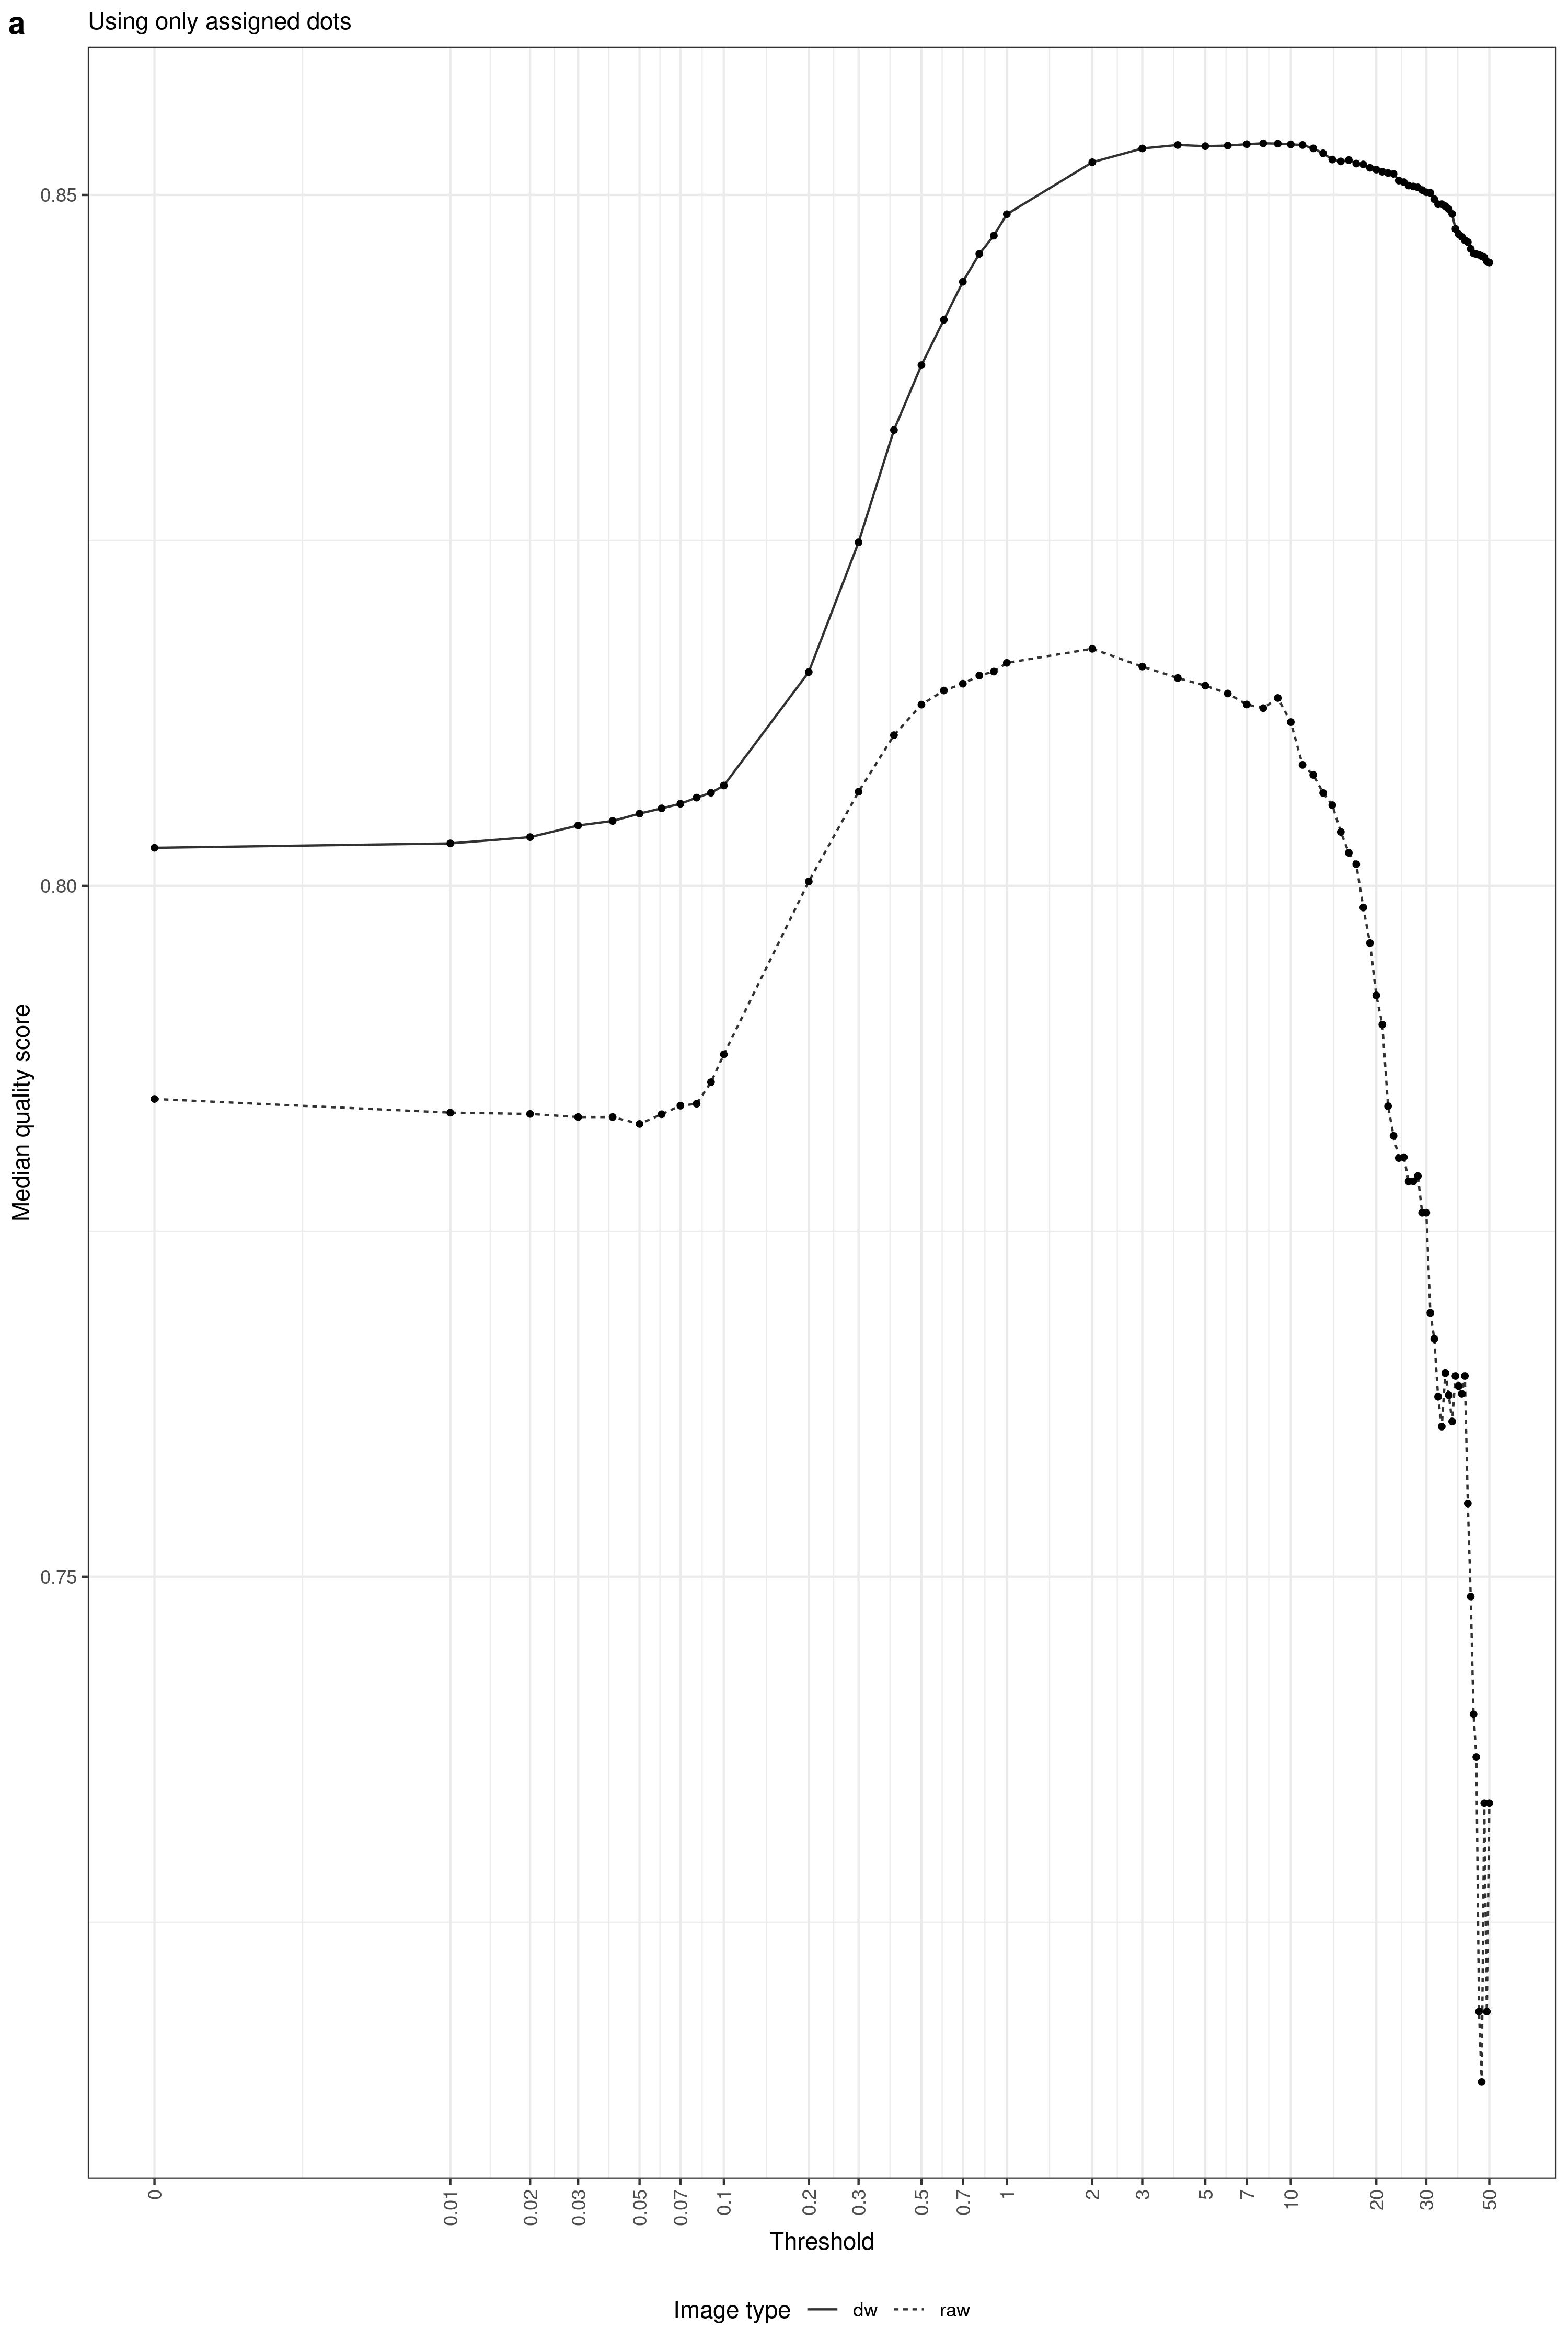 a
Using only assigned dots
0.85
0.80
0.75
Median quality score
0 0.01 0.02 0.03 0.05 0.07 0.1 0.2 0.3 0.5 0.7 1 2 3 5 7 10 20 30 50
Threshold
Image type dw raw